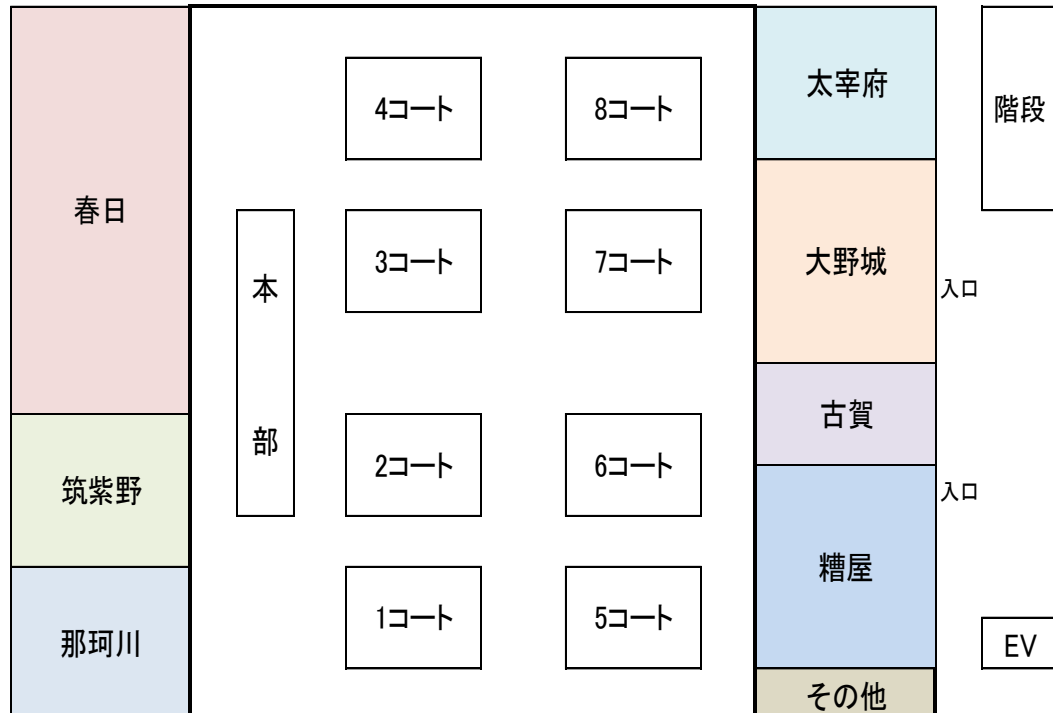 春日
筑紫野
那珂川
本
部
4コート
3コート
2コート
1コート
8コート
7コート
6コート
5コート
太宰府
大野城
古賀
糟屋
その他
入口
入口
階段
EV